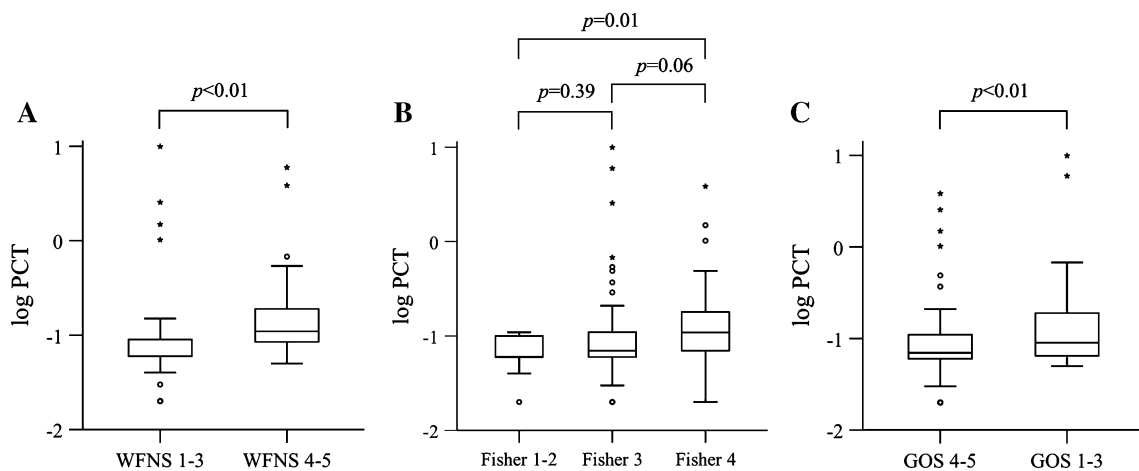 A
p<0.01
log PCT
1
0
-1
-2
WFNS 1-3
WFNS 4-5
B
p=0.01
p=0.39
p=0.06
log PCT
1
0
-1
-2
Fisher 1-2
Fisher 3
Fisher 4
C
p<0.01
log PCT
1
0
-1
-2
GOS 4-5
GOS 1-3